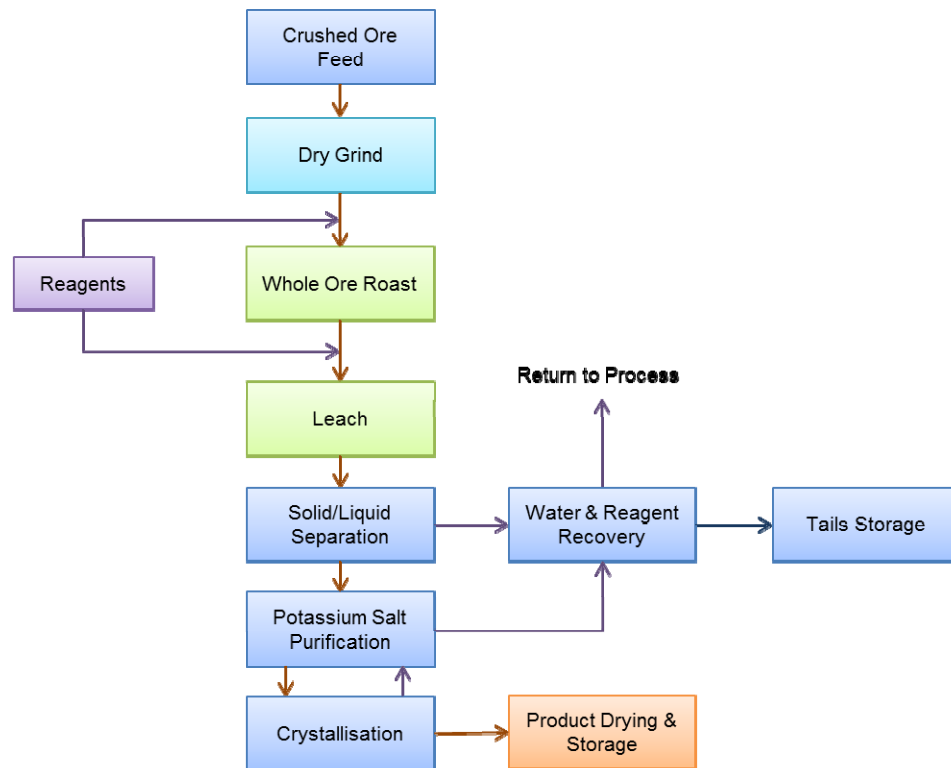 Crushed Ore
Feed
Dry Grind
Reagents
Whole Ore Roast
Return to Process
Leach
Solid/Liquid
Separation
Water & Reagent
Recovery
Tails Storage
Potassium Salt
Purification
Crystallisation
Product Drying &
Storage